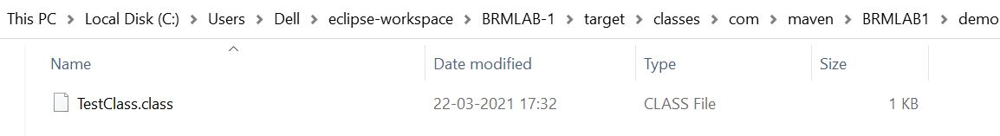 This PC > Local Disk (C:) > Users > Dell > eclipse-workspace > BRMLAB-1 > target > classes > com > maven > BRMLAB1 > demo
Name Date modified Type Size
TestClass.class 22-03-2021 17:32 CLASS File 1 KB